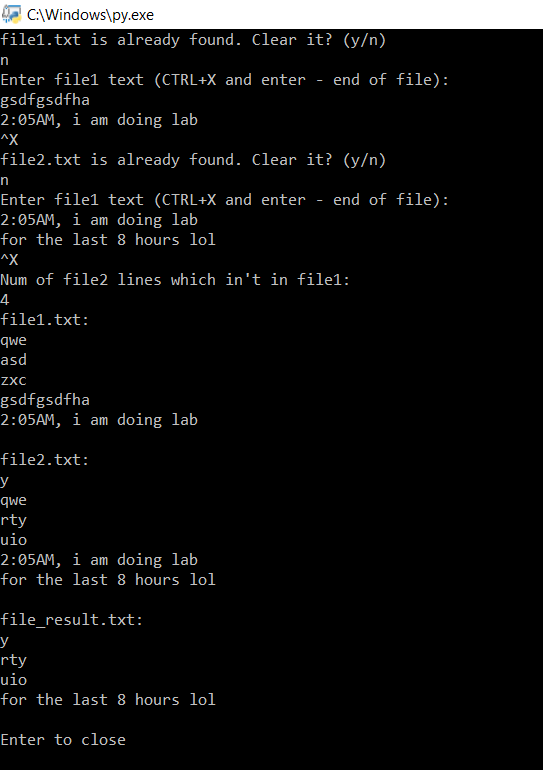 C:\Windows\py.exe
file1.txt is already found. Clear it? (y/n)
n
Enter file1 text (CTRL+X and enter - end of file):
gsdfgsdfha
2:05AM, i am doing lab
^X
file2.txt is already found. Clear it? (y/n)
n
Enter file1 text (CTRL+X and enter - end of file):
2:05AM, i am doing lab
for the last 8 hours lol
^X
Num of file2 lines which in't in file1:
4
file1.txt:
qwe
asd
zxc
gsdfgsdfha
2:05AM, i am doing lab
file2.txt:
y
qwe
rty
uio
2:05AM, i am doing lab
for the last 8 hours lol
file_result.txt:
y
rty
uio
for the last 8 hours lol
Enter to close